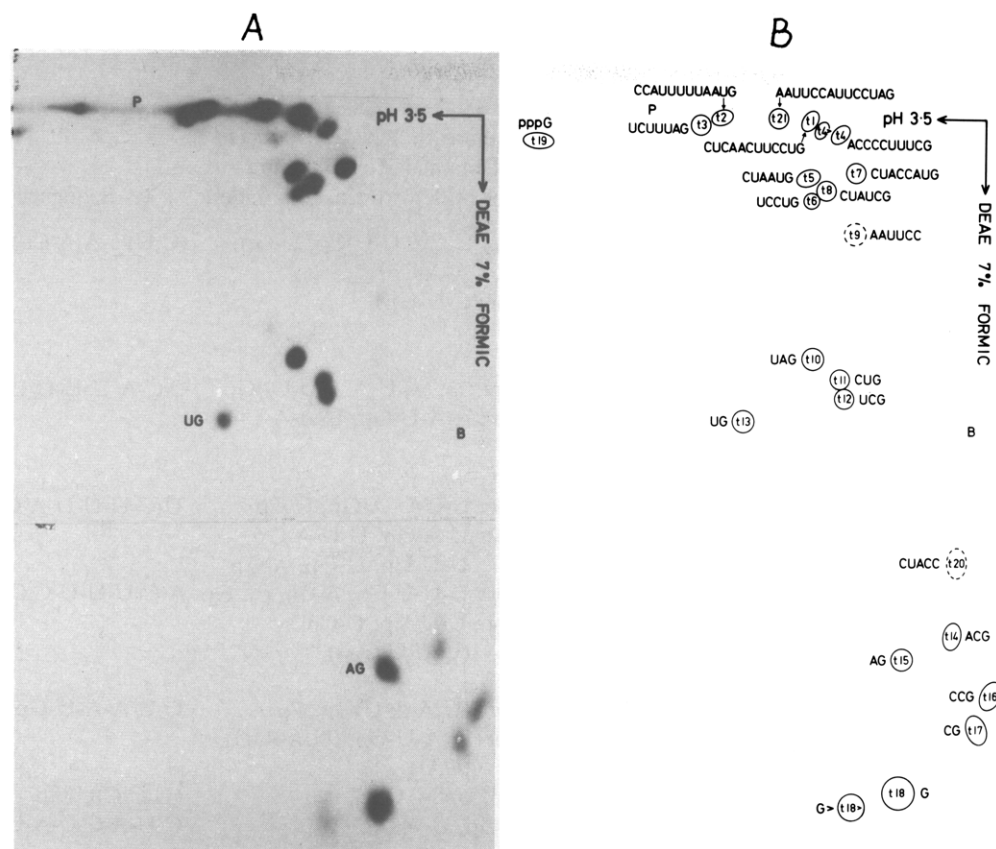 A
B
P
pH 3·5
DEAE 7% FORMIC
UG
B
AG
CCAUUUUUAAUG
AAUUCCAUUCCUAG
P
pppG
t19
UCUUUAG
t3
t2
t21
t1
t4>
t4
pH 3·5
CUCAACUUCCUG
ACCCCUUUCG
CUAAUG
t5
t7
CUACCAUG
UCCUG
t6
t8
CUAUCG
t9
AAUUCC
DEAE 7% FORMIC
UAG
t10
t11
CUG
t12
UCG
UG
t13
B
CUACC
t20
t14
ACG
AG
t15
CCG
t16
CG
t17
G>
t18>
t18
G